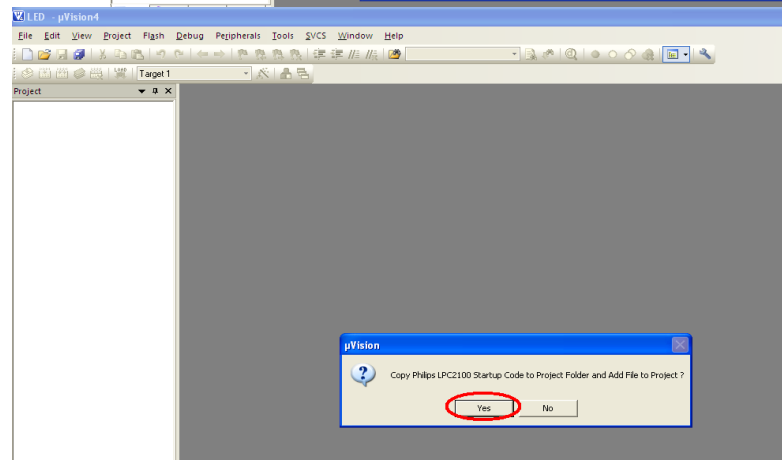 LED - µVision4
File Edit View Project Flash Debug Peripherals Tools SVCS Window Help
Target 1
Project
µVision
Copy Philips LPC2100 Startup Code to Project Folder and Add File to Project ?
Yes No